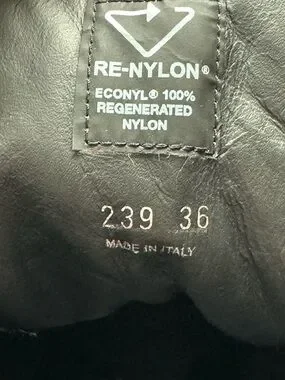 RE-NYLON®
ECONYL® 100%
REGENERATED
NYLON
239 36
MADE IN ITALY